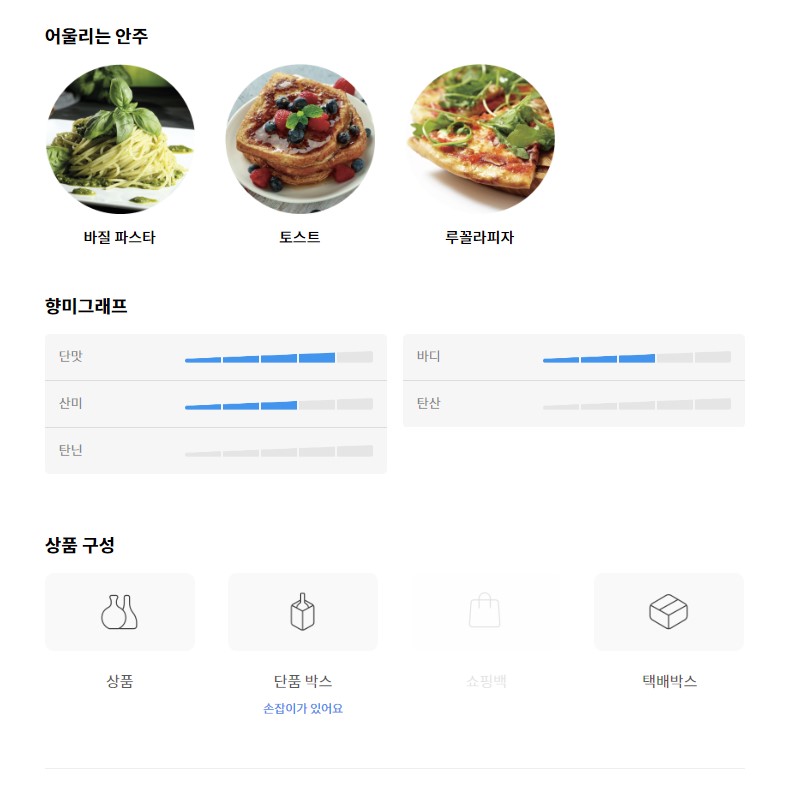 어울리는 안주
바질 파스타
토스트
루꼴라피자
향미그래프
단맛
바디
산미
탄산
탄닌
상품 구성
상품
단품 박스
쇼핑백
택배박스
손잡이가 있어요